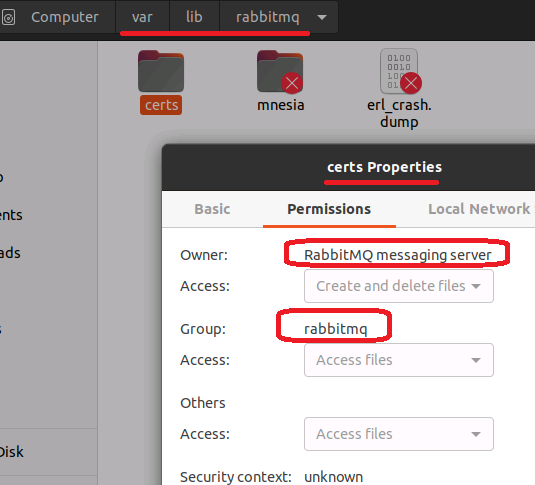 Computer var lib rabbitmq
certs mnesia erl_crash.
dump
0100
0010
certs Properties
Basic Permissions Local Network
ents
ads
Disk
Owner: RabbitMQ messaging server
Access: Create and delete files
Group: rabbitmq
Access: Access files
Others
Access: Access files
Security context: unknown